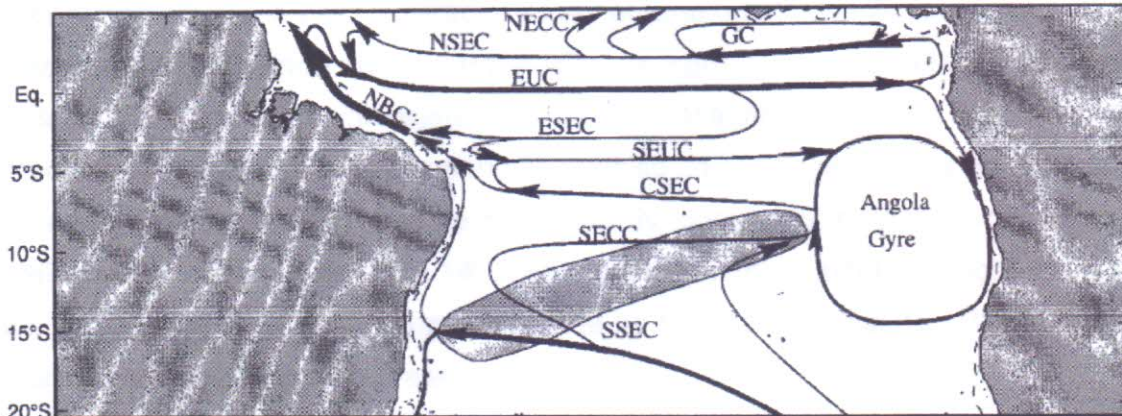 NECC
NSEC
GC
EUC
Eq.
NBC
ESEC
SEUC
5°S
CSEC
Angola
Gyre
SECC
10°S
15°S
SSEC
20°S